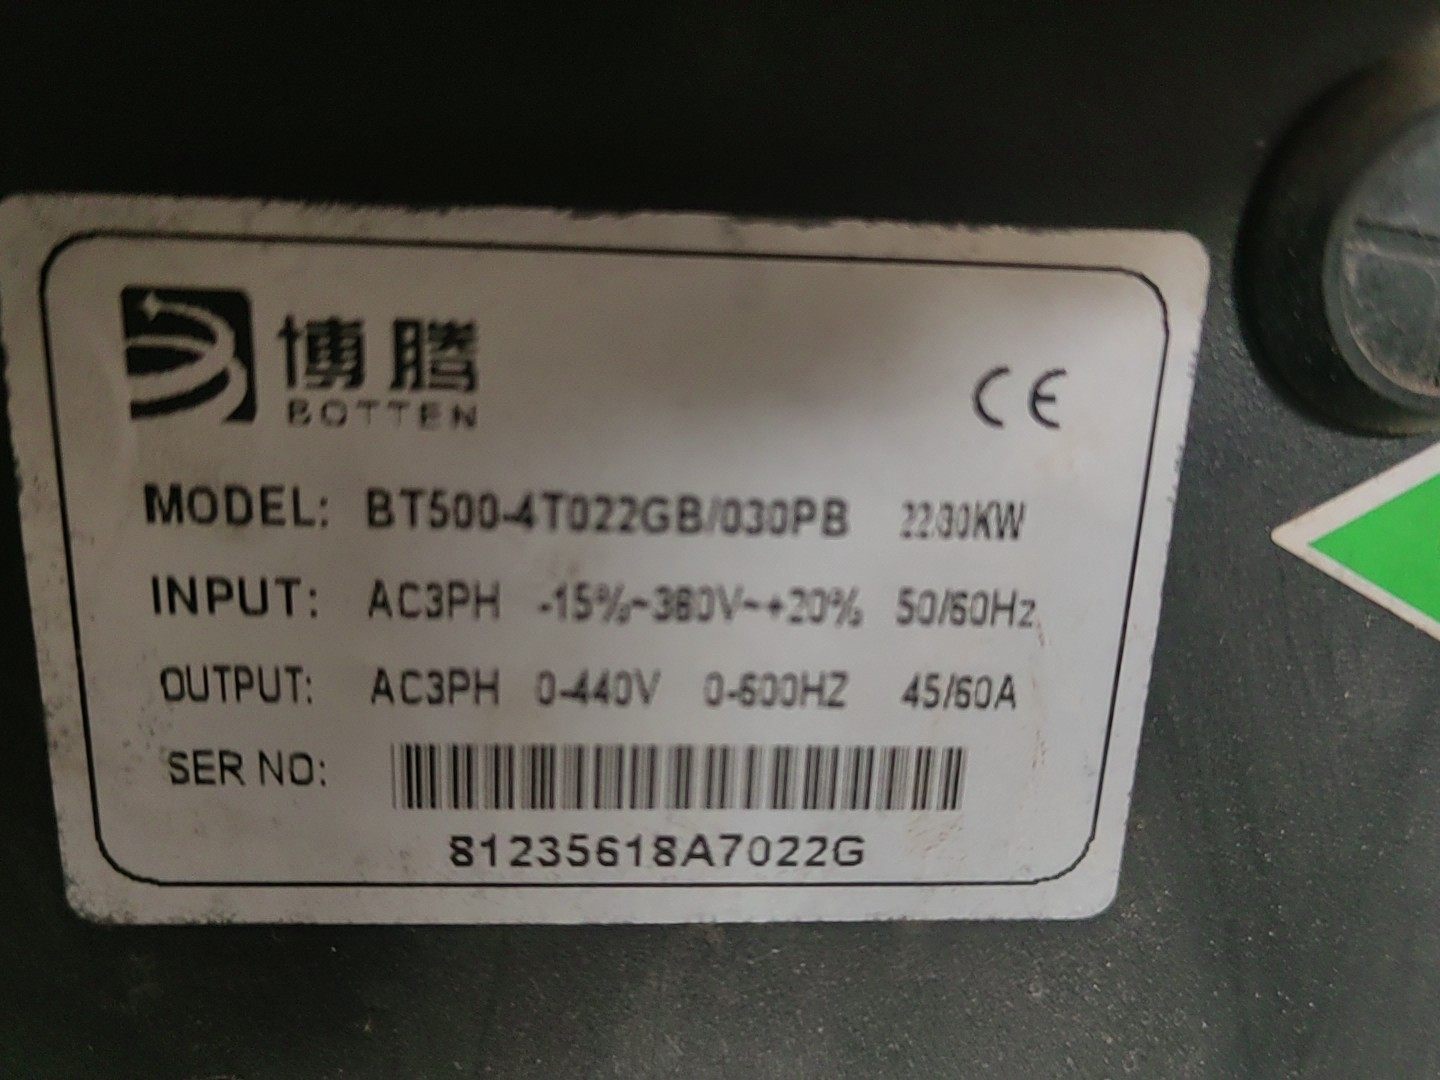 博腾
BOTTEN
CE
MODEL: BT500-4T022GB/030PB 22/30KW
INPUT: AC3PH -15%~380V~+20% 50/60Hz
OUTPUT: AC3PH 0-440V 0-600HZ 45/60A
SER NO:
81235618A7022G